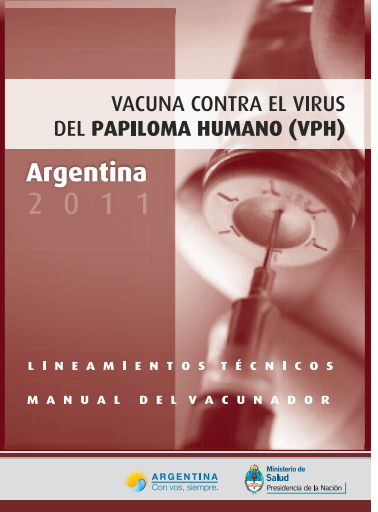 VACUNA CONTRA EL VIRUS
DEL PAPILOMA HUMANO (VPH)
Argentina
2011
LINEAMIENTOS TÉCNICOS
MANUAL DEL VACUNADOR
ARGENTINA
Con vos, siempre.
Ministerio de
Salud
Presidencia de la Nación